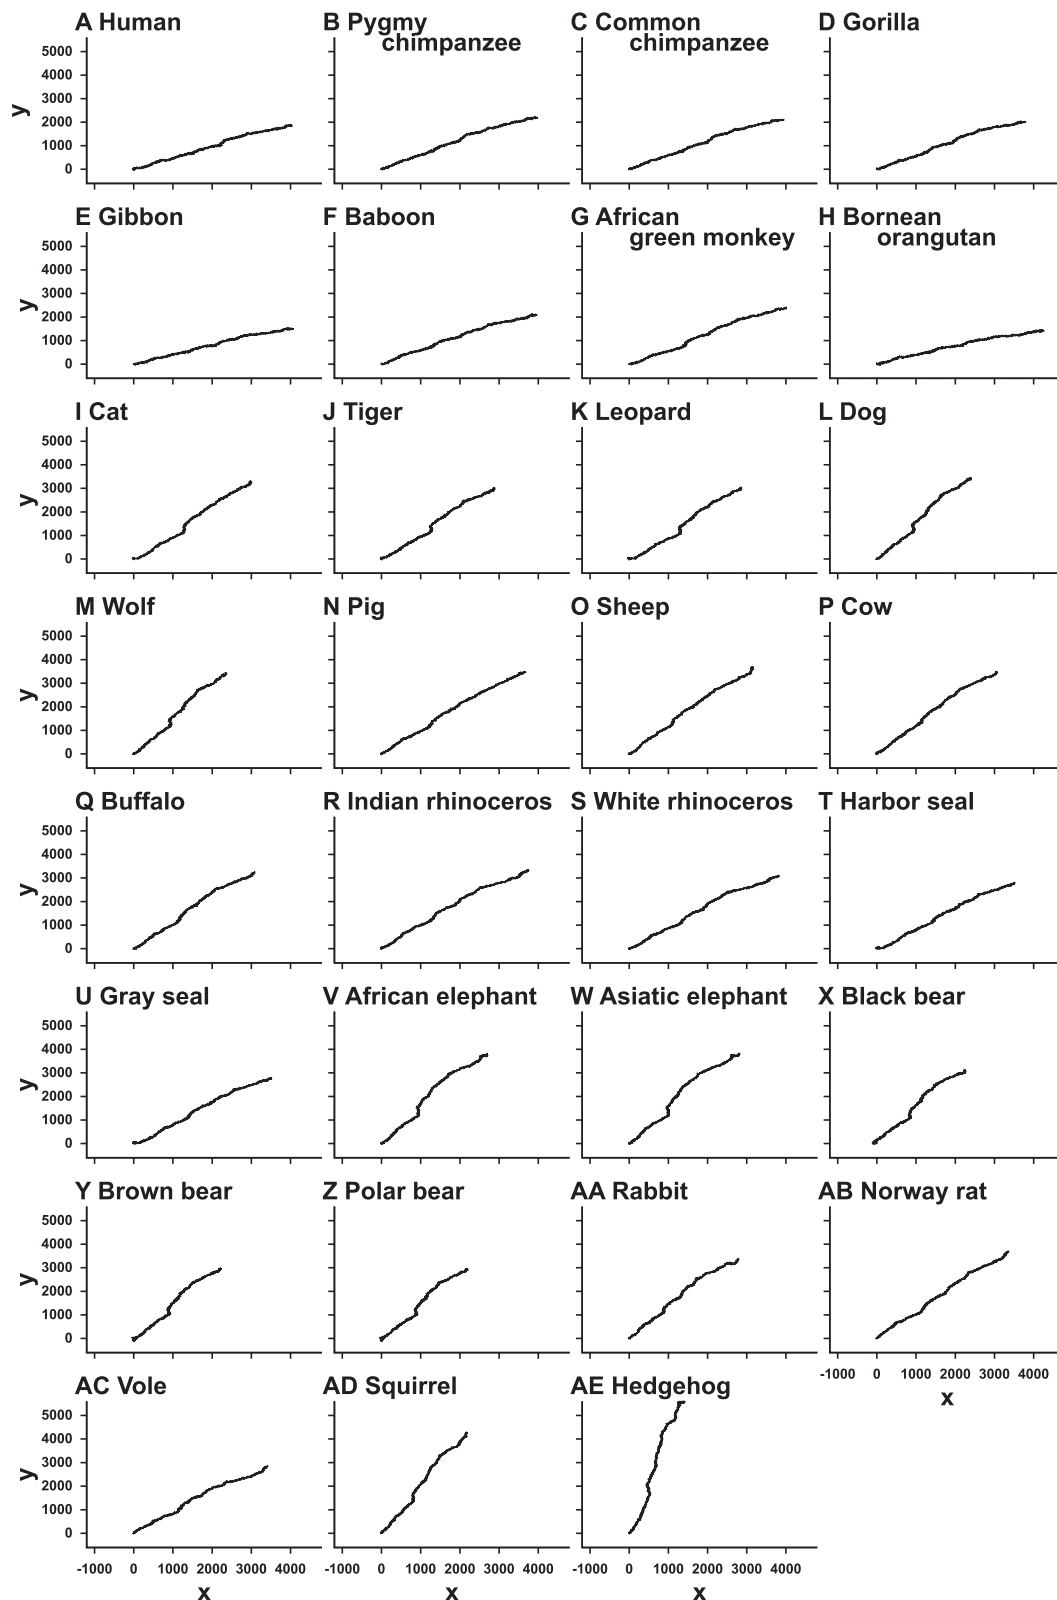 A Human
B Pygmy
chimpanzee
C Common
chimpanzee
D Gorilla
5000
4000
3000
2000
1000
0
y
E Gibbon
F Baboon
G African
green monkey
H Bornean
orangutan
5000
4000
3000
2000
1000
0
y
I Cat
J Tiger
K Leopard
L Dog
5000
4000
3000
2000
1000
0
y
M Wolf
N Pig
O Sheep
P Cow
5000
4000
3000
2000
1000
0
y
Q Buffalo
R Indian rhinoceros
S White rhinoceros
T Harbor seal
5000
4000
3000
2000
1000
0
y
U Gray seal
V African elephant
W Asiatic elephant
X Black bear
5000
4000
3000
2000
1000
0
y
Y Brown bear
Z Polar bear
AA Rabbit
AB Norway rat
5000
4000
3000
2000
1000
0
y
-1000 0 1000 2000 3000 4000
x
AC Vole
AD Squirrel
AE Hedgehog
5000
4000
3000
2000
1000
0
y
-1000 0 1000 2000 3000 4000
-1000 0 1000 2000 3000 4000
-1000 0 1000 2000 3000 4000
x
x
x